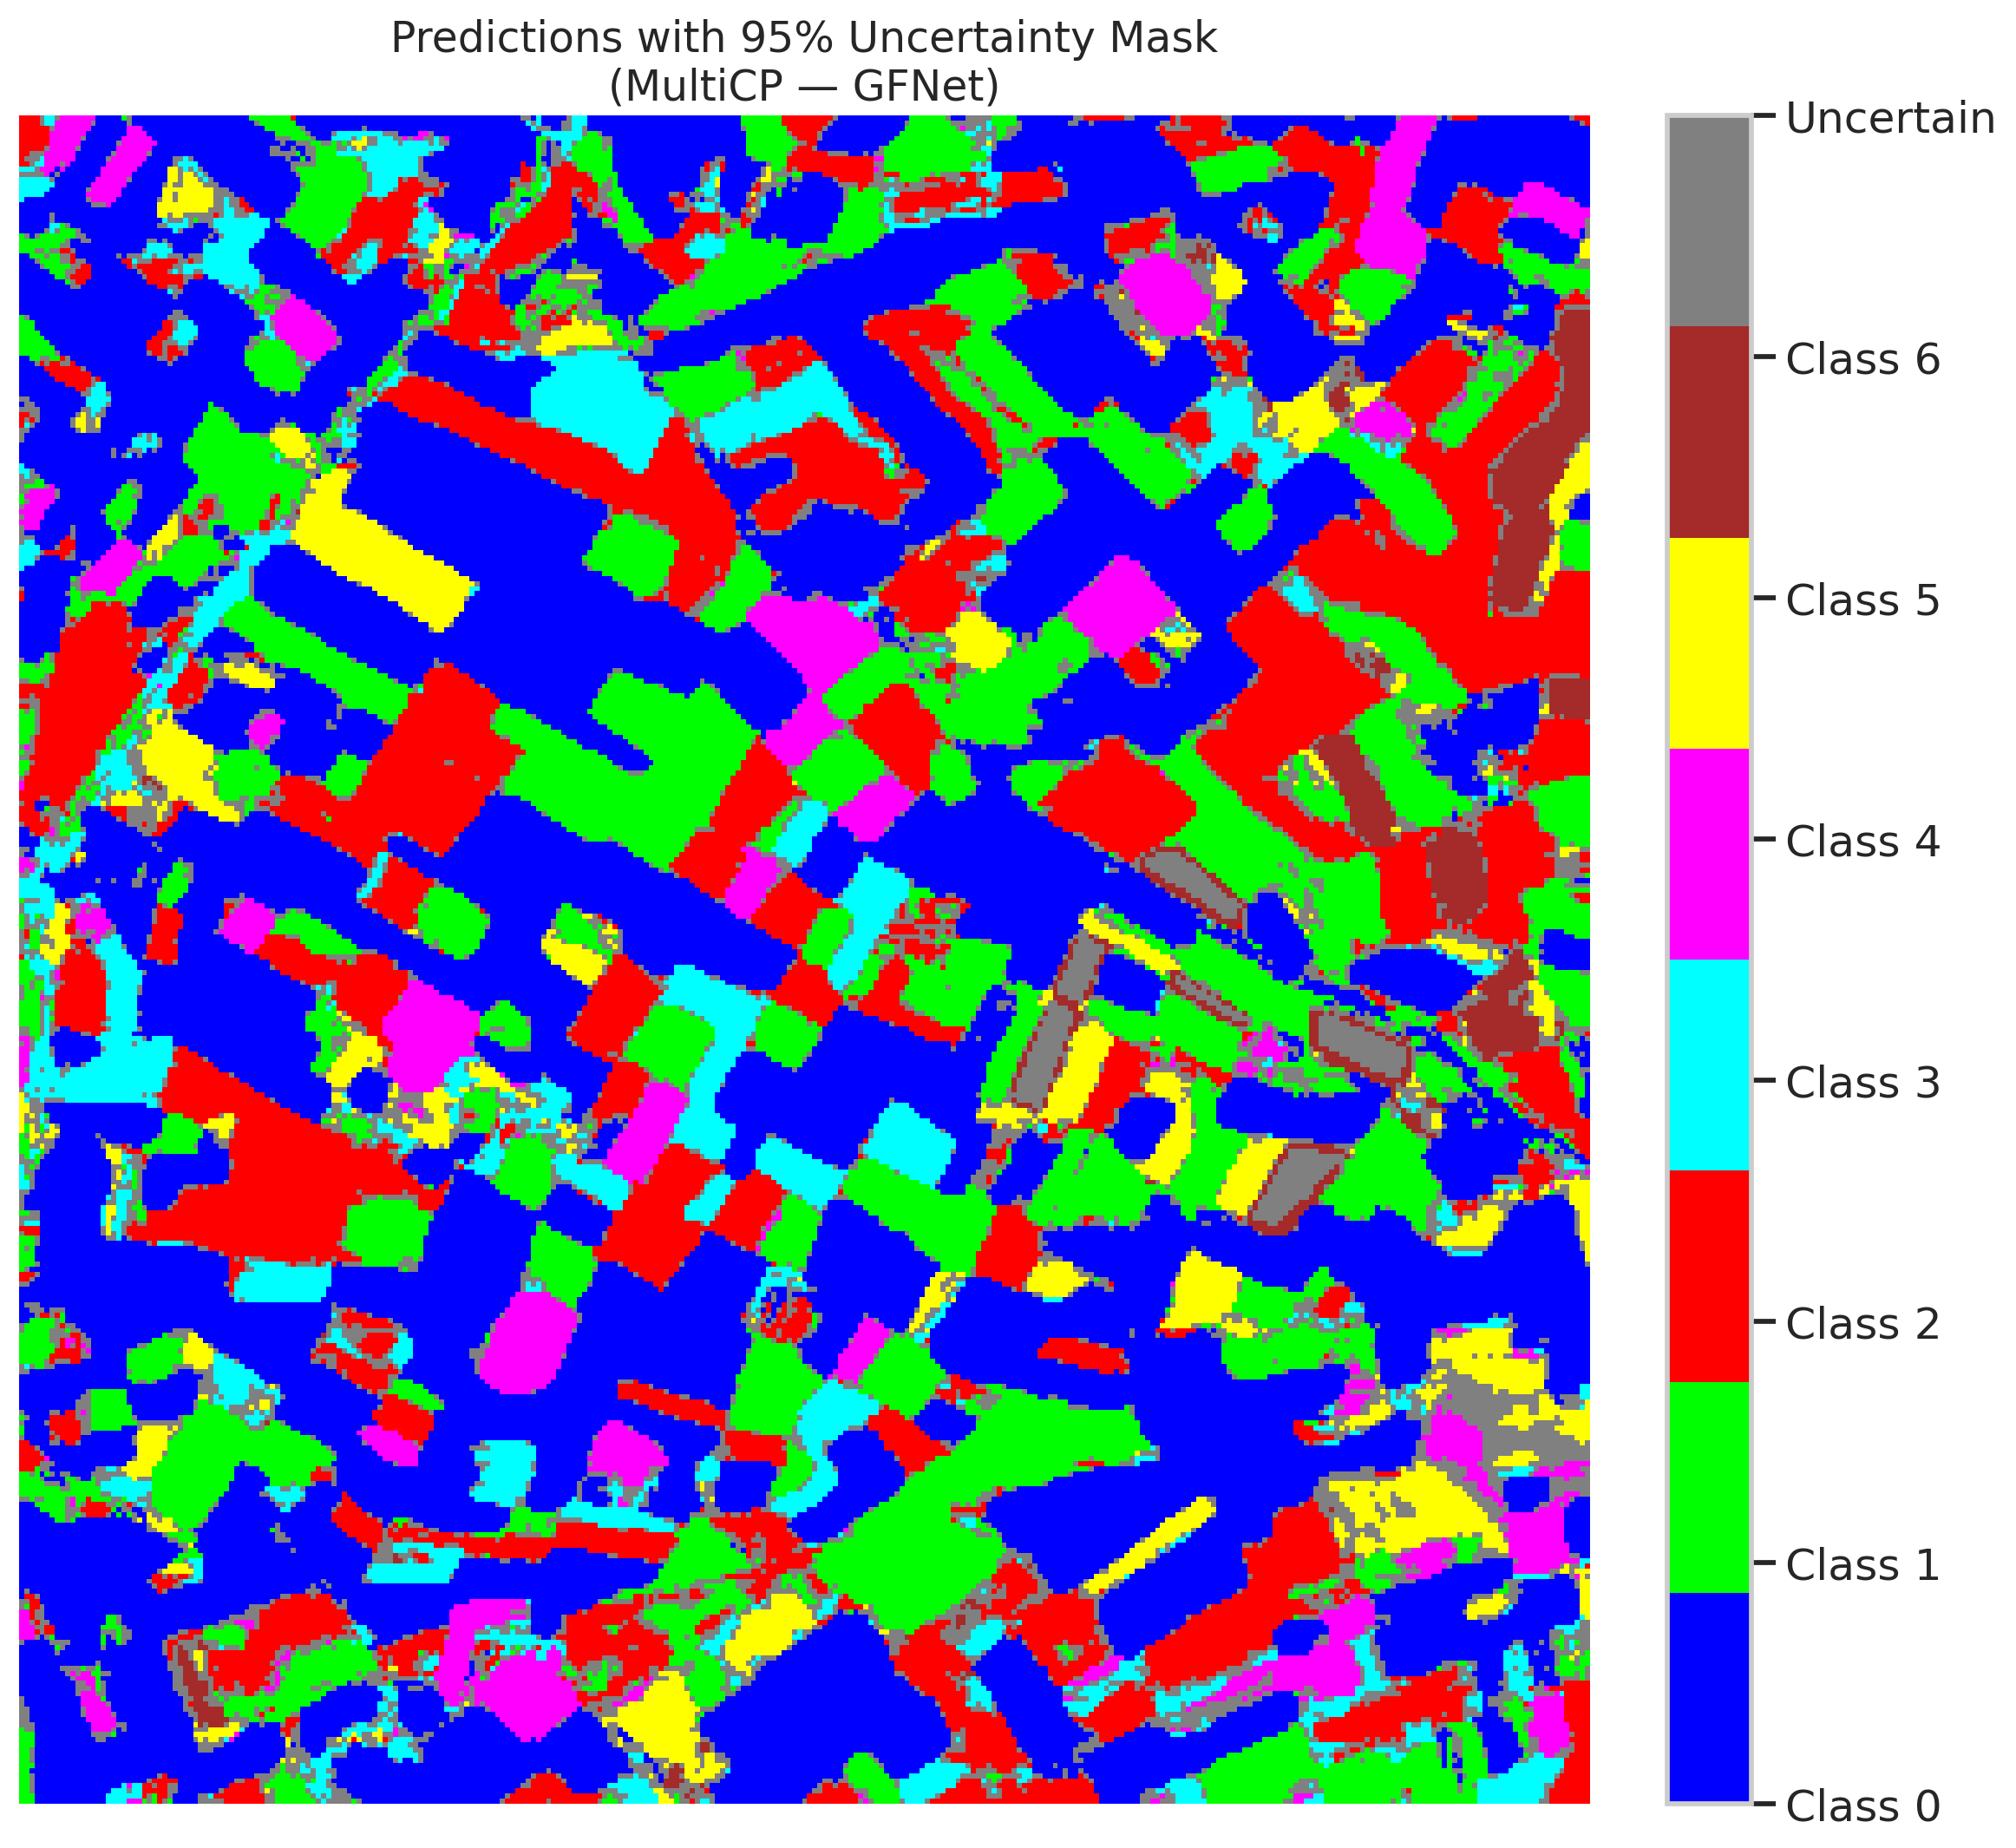 Predictions with 95% Uncertainty Mask
(MultiCP — GFNet)
Uncertain
Class 6
Class 5
Class 4
Class 3
Class 2
Class 1
Class 0